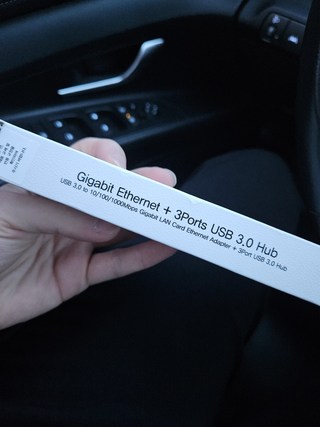 Gigabit Ethernet + 3Ports USB 3.0 Hub
USB 3.0 to 10/100/1000Mbps Gigabit LAN Card Ethernet Adapter + 3Port USB 3.0 Hub